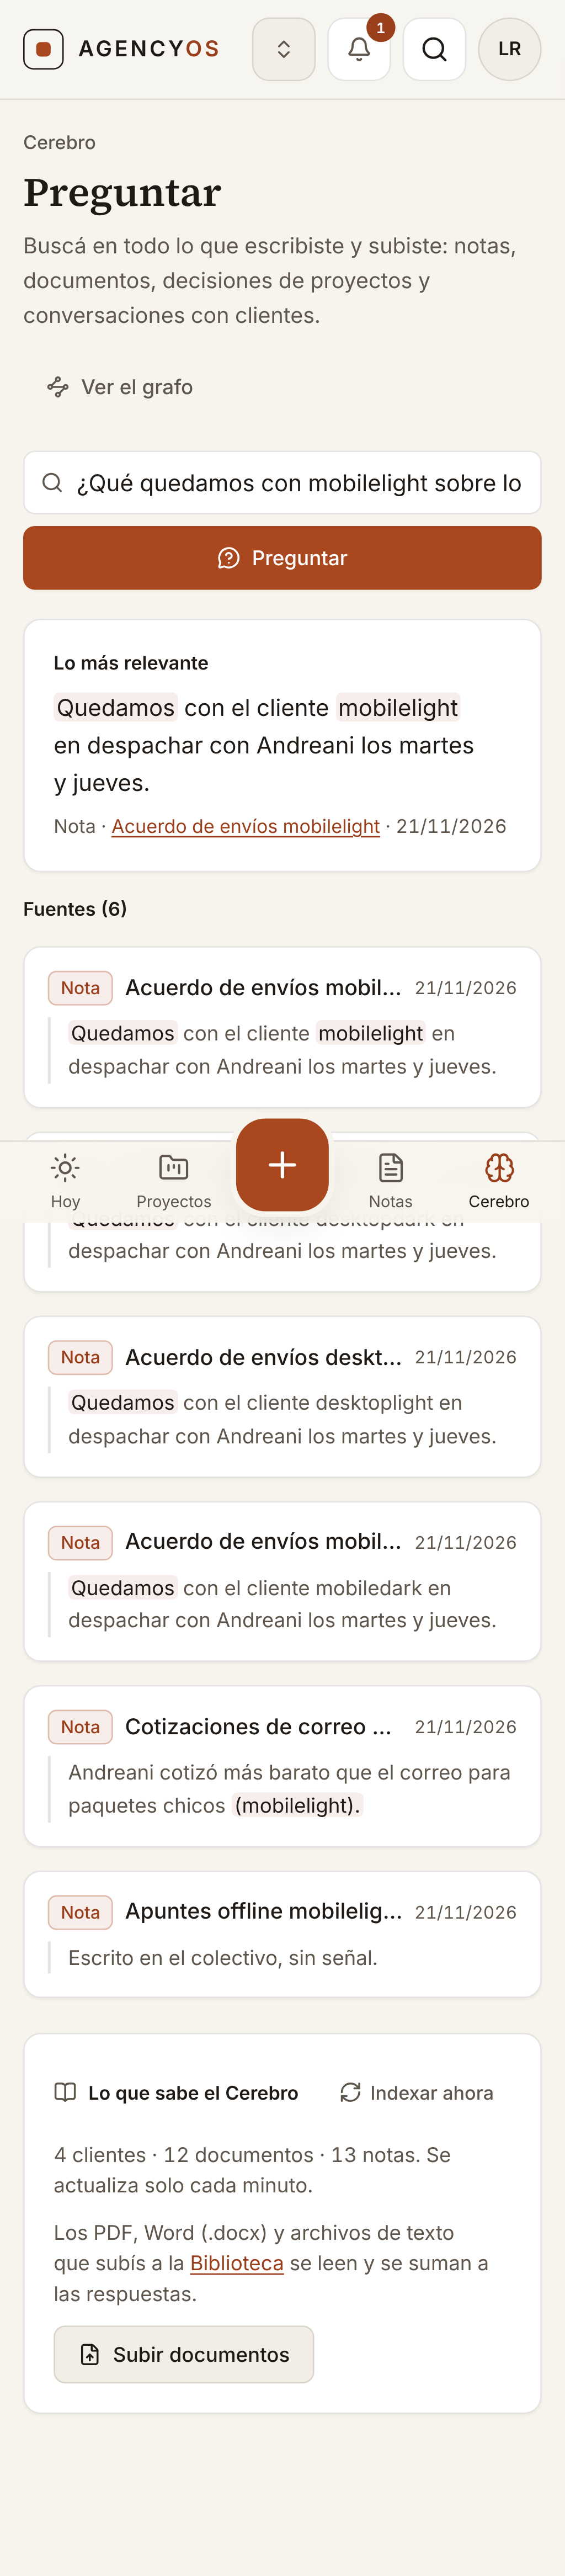 AGENCYOS
1
LR
Cerebro
Preguntar
Buscá en todo lo que escribiste y subiste: notas,
documentos, decisiones de proyectos y
conversaciones con clientes.
Ver el grafo
¿Qué quedamos con mobilelight sobre lo
Preguntar
Lo más relevante
Quedamos con el cliente mobilelight
en despachar con Andreani los martes
y jueves.
Nota · Acuerdo de envíos mobilelight · 21/11/2026
Fuentes (6)
Nota Acuerdo de envíos mobil... 21/11/2026
Quedamos con el cliente mobilelight en
despachar con Andreani los martes y jueves.
Hoy Proyectos Notas Cerebro
Quedamos con el cliente desktopdark en
despachar con Andreani los martes y jueves.
Nota Acuerdo de envíos deskt... 21/11/2026
Quedamos con el cliente desktoplight en
despachar con Andreani los martes y jueves.
Nota Acuerdo de envíos mobil... 21/11/2026
Quedamos con el cliente mobiledark en
despachar con Andreani los martes y jueves.
Nota Cotizaciones de correo ... 21/11/2026
Andreani cotizó más barato que el correo para
paquetes chicos (mobilelight).
Nota Apuntes offline mobilelig... 21/11/2026
Escrito en el colectivo, sin señal.
Lo que sabe el Cerebro Indexar ahora
4 clientes · 12 documentos · 13 notas. Se
actualiza solo cada minuto.
Los PDF, Word (.docx) y archivos de texto
que subís a la Biblioteca se leen y se suman a
las respuestas.
Subir documentos